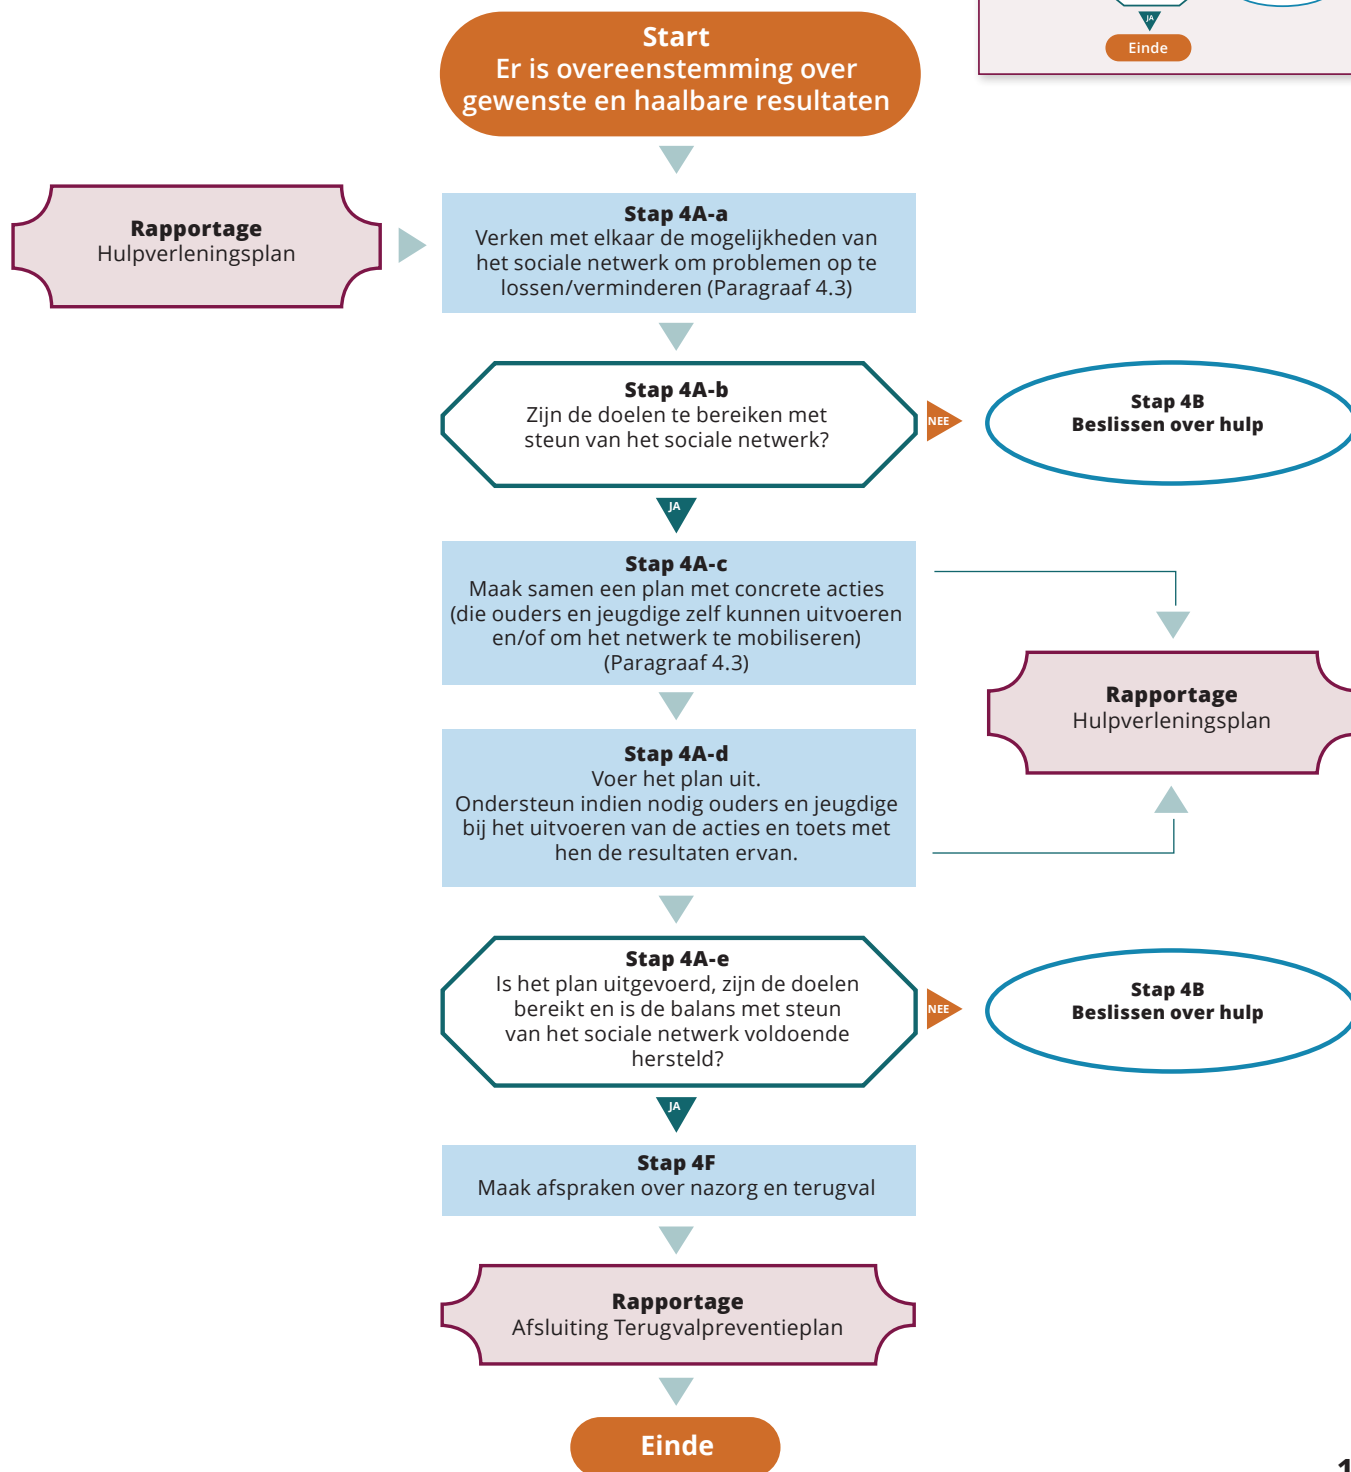 JA
Einde
Start
Er is overeenstemming over
gewenste en haalbare resultaten
Rapportage
Hulpverleningsplan
Stap 4A-a
Verken met elkaar de mogelijkheden van
het sociale netwerk om problemen op te
lossen/verminderen (Paragraaf 4.3)
Stap 4A-b
Zijn de doelen te bereiken met
steun van het sociale netwerk?
NEE
Stap 4B
Beslissen over hulp
JA
Stap 4A-c
Maak samen een plan met concrete acties
(die ouders en jeugdige zelf kunnen uitvoeren
en/of om het netwerk te mobiliseren)
(Paragraaf 4.3)
Rapportage
Hulpverleningsplan
Stap 4A-d
Voer het plan uit.
Ondersteun indien nodig ouders en jeugdige
bij het uitvoeren van de acties en toets met
hen de resultaten ervan.
Stap 4A-e
Is het plan uitgevoerd, zijn de doelen
bereikt en is de balans met steun
van het sociale netwerk voldoende
hersteld?
NEE
Stap 4B
Beslissen over hulp
JA
Stap 4F
Maak afspraken over nazorg en terugval
Rapportage
Afsluiting Terugvalpreventieplan
Einde